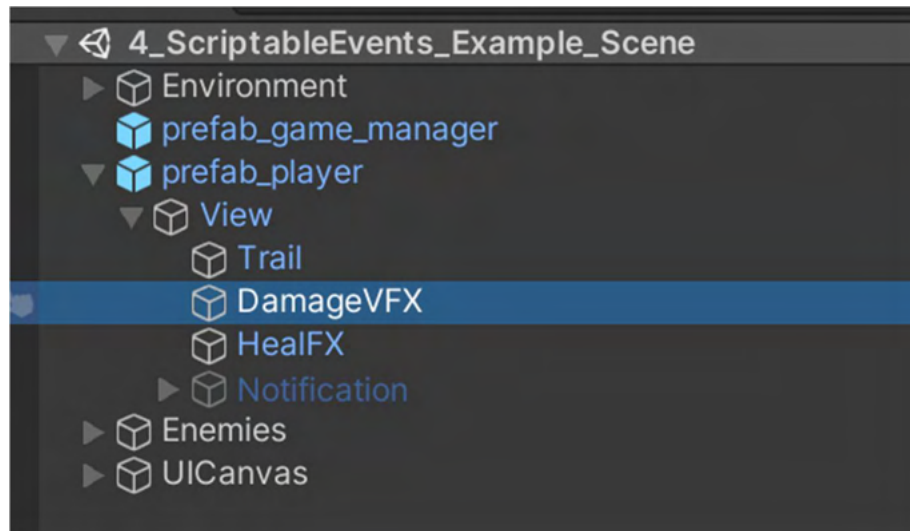 4_ScriptableEvents_Example_Scene
Environment
prefab_game_manager
prefab_player
View
Trail
DamageVFX
HealFX
Notification
Enemies
UICanvas